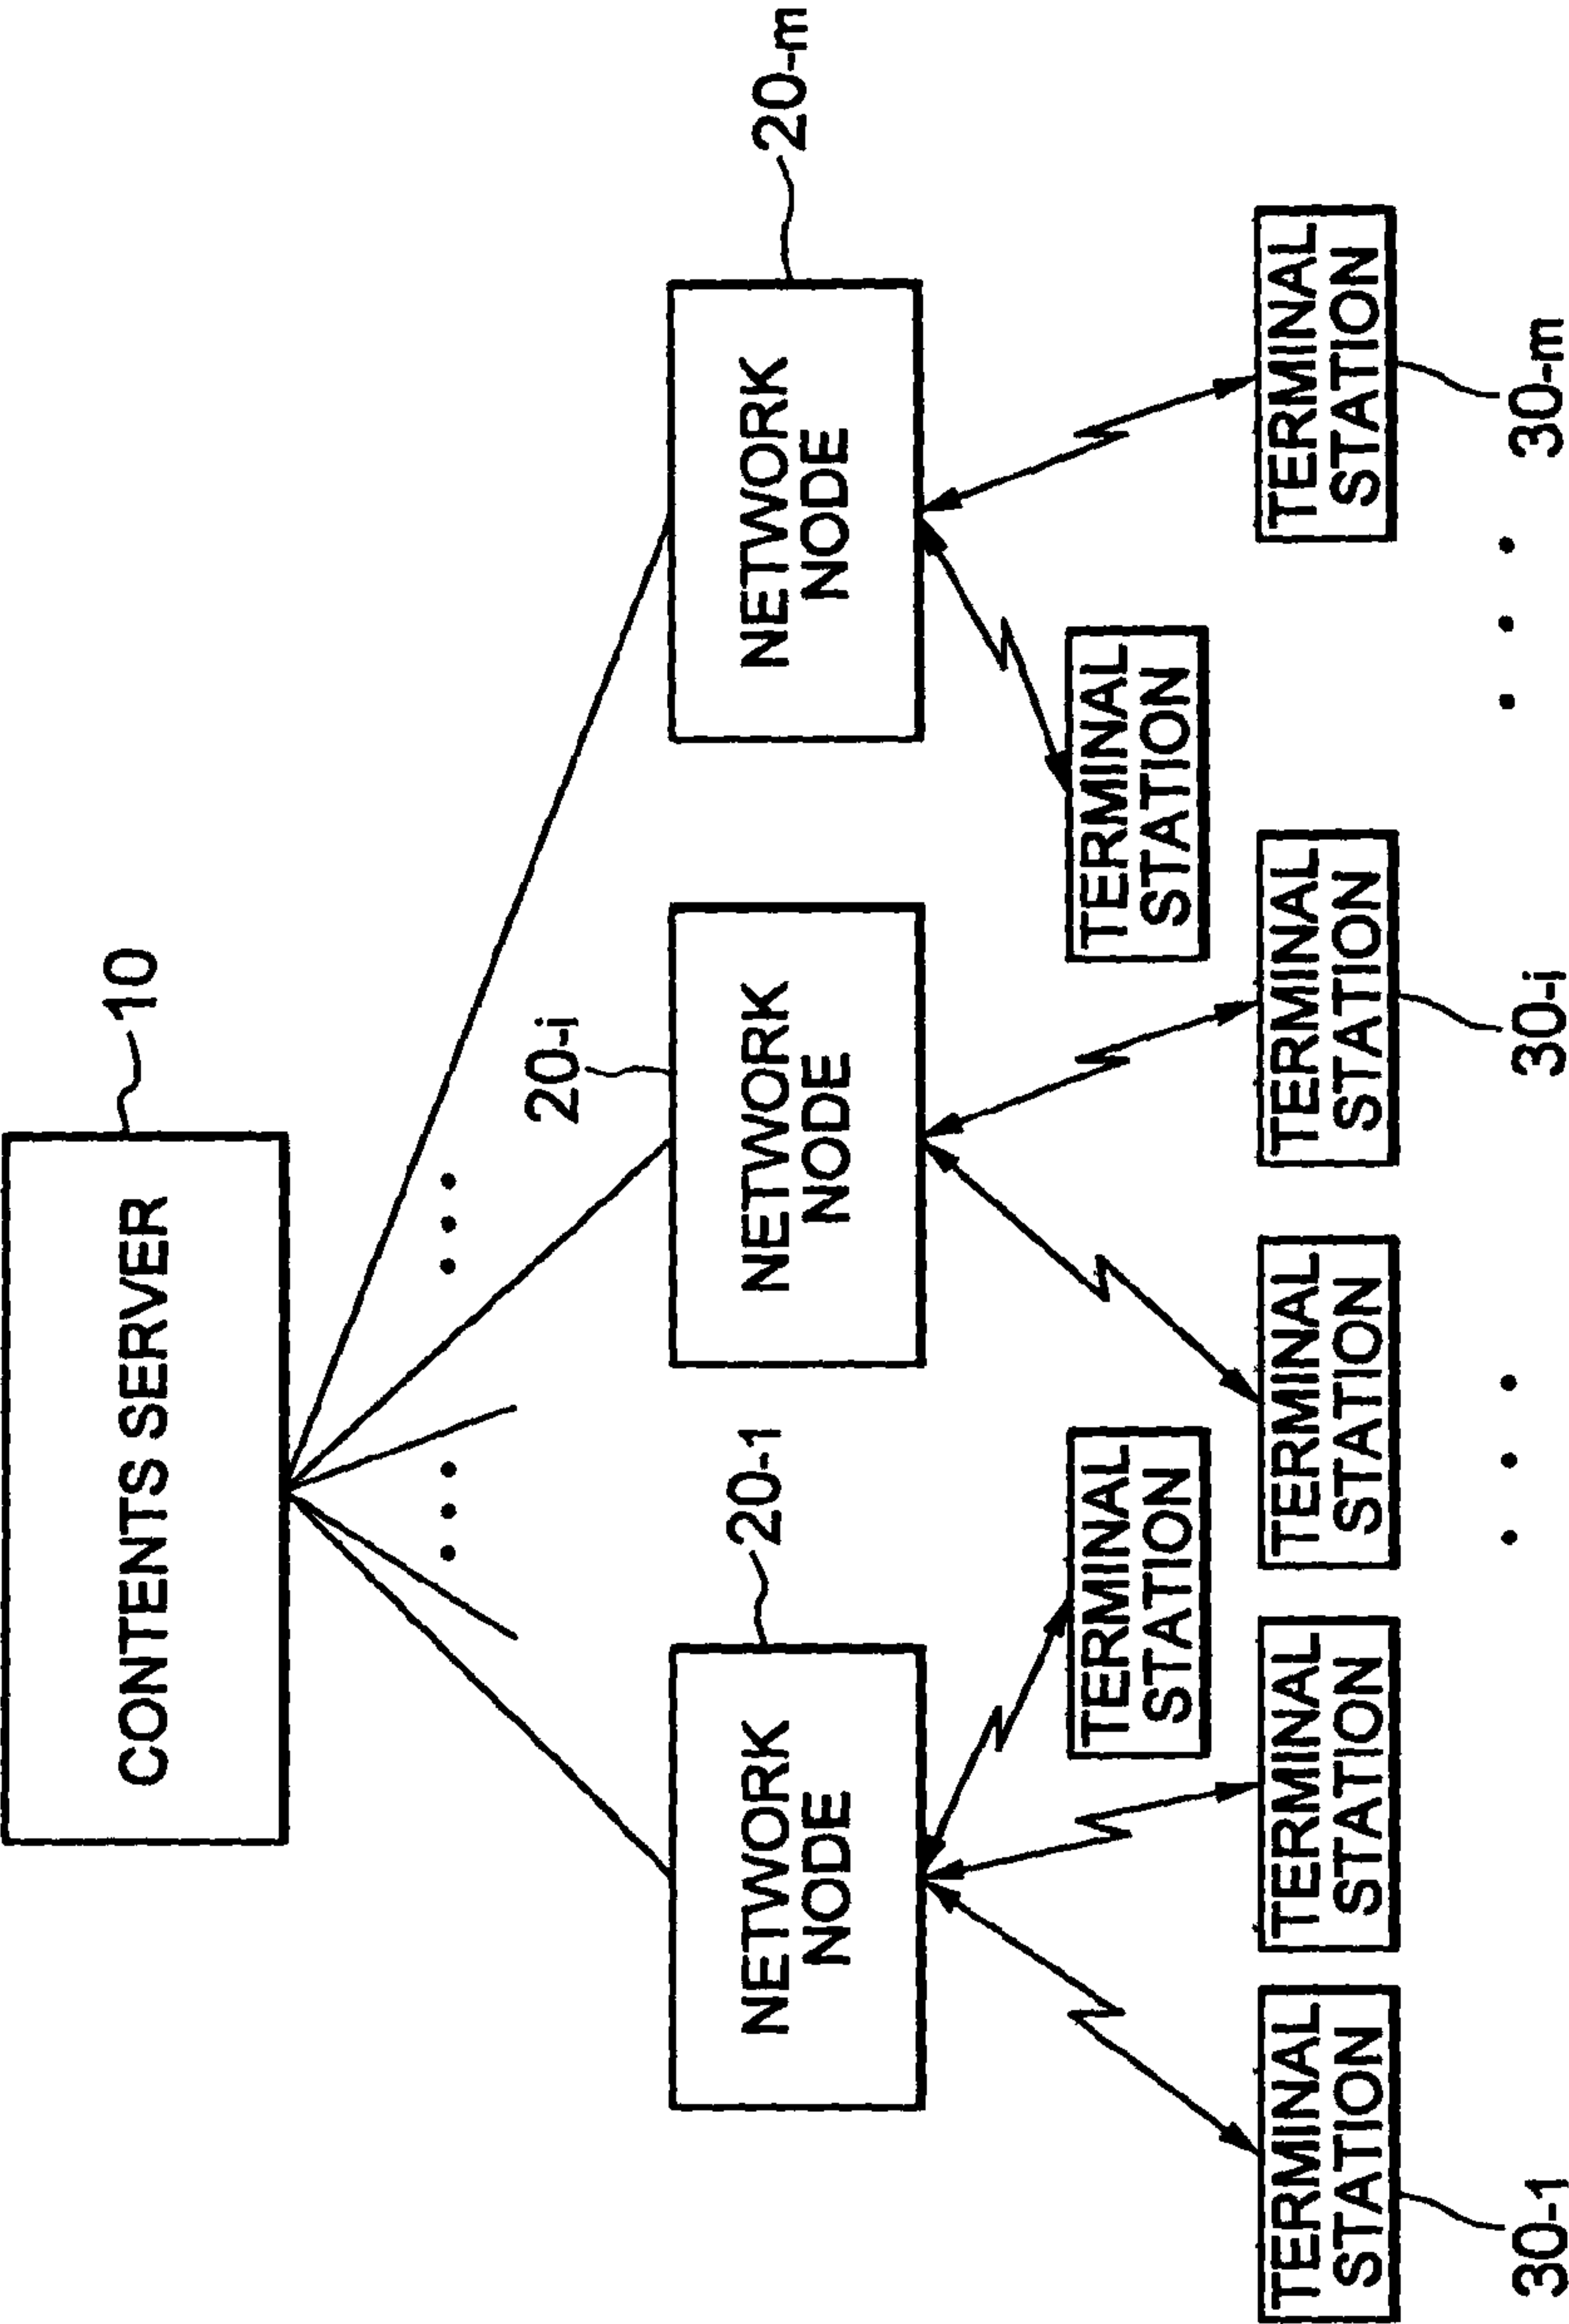 CONTENTS SERVER
10
20-i
20-1
20-m
NETWORK
NODE
NETWORK
NODE
NETWORK
NODE
TERMINAL
STATION
TERMINAL
STATION
TERMINAL
STATION
TERMINAL
STATION
TERMINAL
STATION
TERMINAL
STATION
TERMINAL
STATION
30-1
30-i
30-m